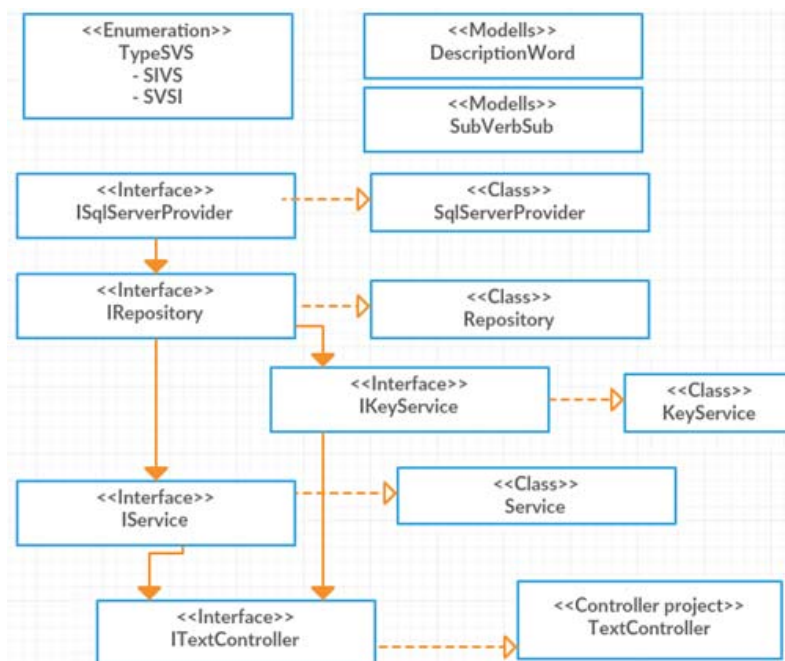 <<Enumeration>>
TypeSVS
- SIVS
- SVSI
<<Modells>>
DescriptionWord
<<Modells>>
SubVerbSub
<<Interface>>
ISqlServerProvider
<<Class>>
SqlServerProvider
<<Interface>>
IRepository
<<Class>>
Repository
<<Interface>>
IKeyService
<<Class>>
KeyService
<<Interface>>
IService
<<Class>>
Service
<<Interface>>
ITextController
<<Controller project>>
TextController